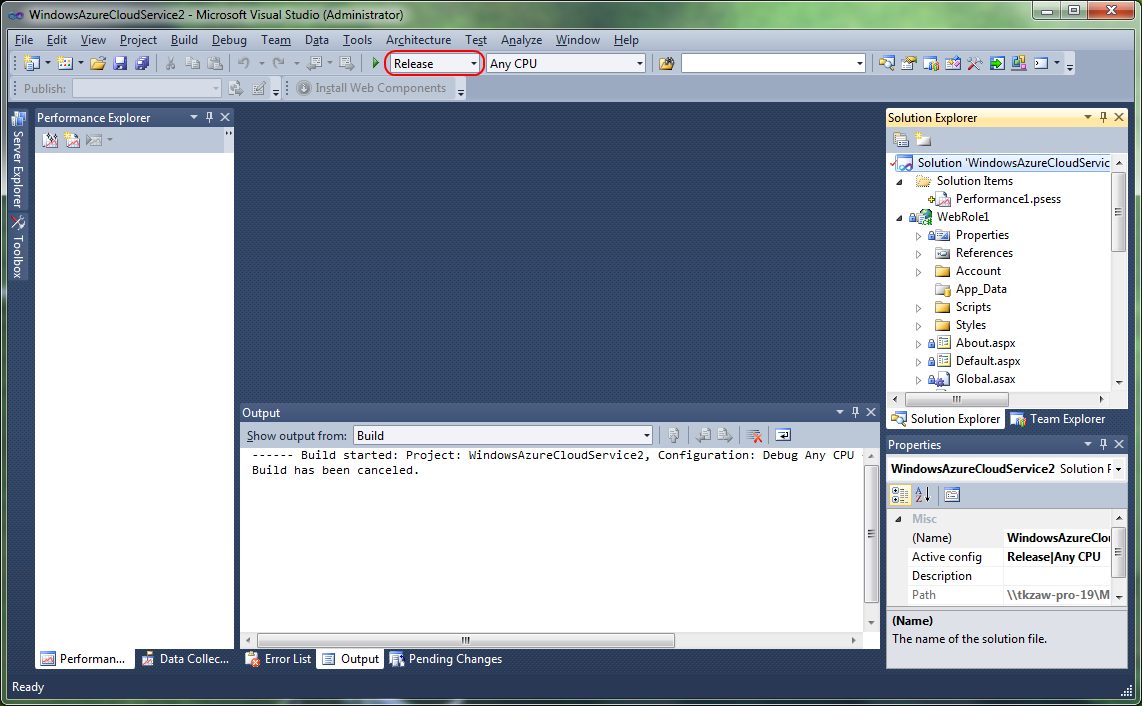 WindowsAzureCloudService2 - Microsoft Visual Studio (Administrator)
File Edit View Project Build Debug Team Data Tools Architecture Test Analyze Window Help
Release Any CPU
Publish: Install Web Components
Server Explorer
Toolbox
Performance Explorer
Solution Explorer
Solution 'WindowsAzureCloudServic
Solution Items
Performance1.psess
WebRole1
Properties
References
Account
App_Data
Scripts
Styles
About.aspx
Default.aspx
Global.asax
Solution Explorer Team Explorer
Output
Show output from: Build
------ Build started: Project: WindowsAzureCloudService2, Configuration: Debug Any CPU
Build has been canceled.
Properties
WindowsAzureCloudService2 Solution P
Misc
(Name) WindowsAzureClou
Active config Release|Any CPU
Description
Path \\tkzaw-pro-19\M
(Name)
The name of the solution file.
Performan... Data Collec... Error List Output Pending Changes
Ready